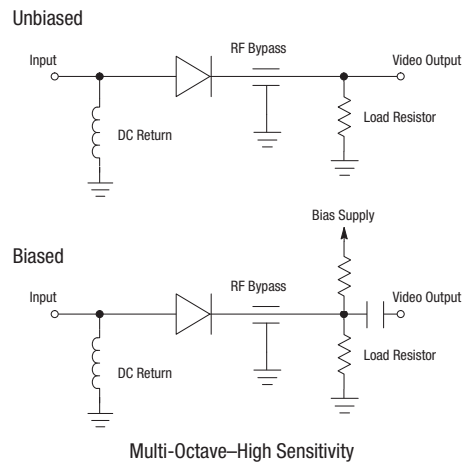 Unbiased
RF Bypass
Input
Video Output
DC Return
Load Resistor
Bias Supply
Biased
RF Bypass
Input
Video Output
DC Return
Load Resistor
Multi-Octave–High Sensitivity